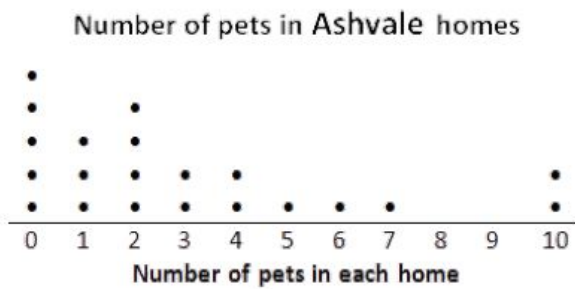 Number of pets in Ashvale homes
0 1 2 3 4 5 6 7 8 9 10
Number of pets in each home